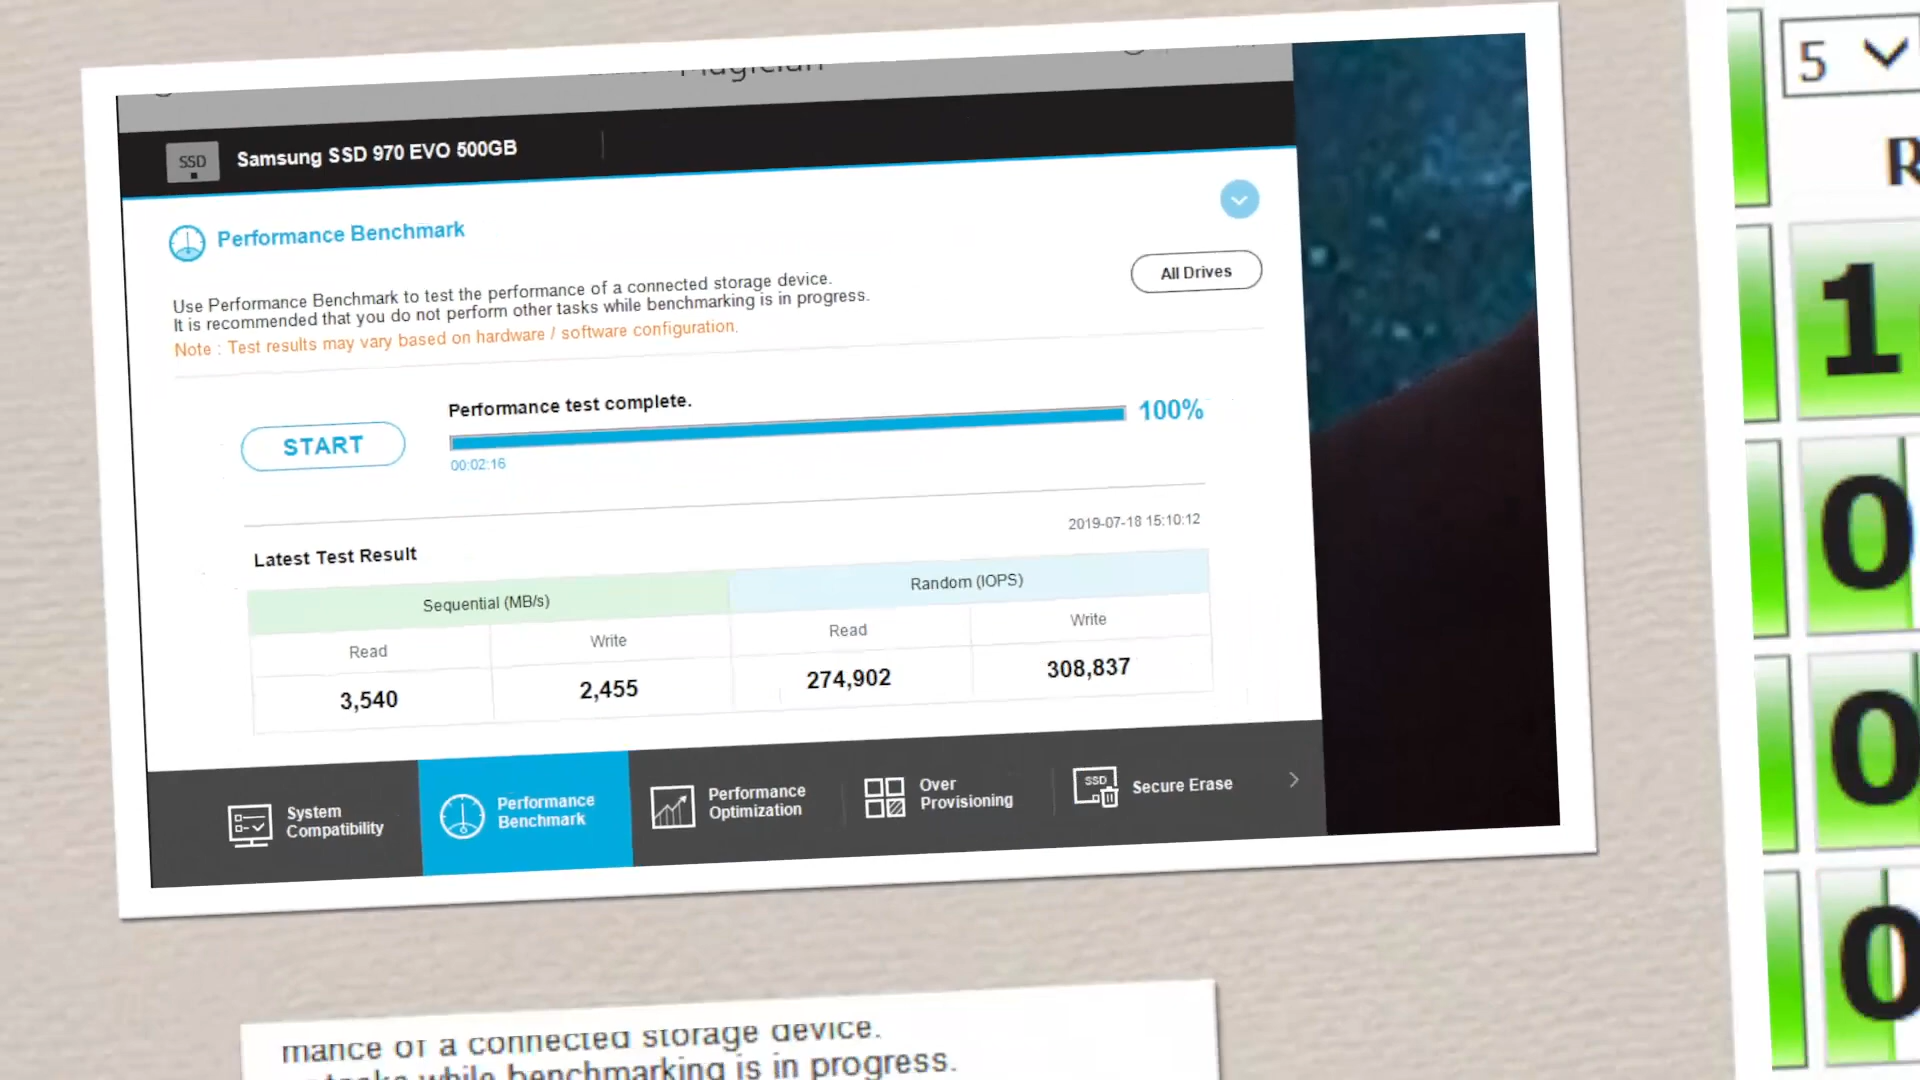 Magician
SSD
Samsung SSD 970 EVO 500GB
Performance Benchmark
Use Performance Benchmark to test the performance of a connected storage device.
It is recommended that you do not perform other tasks while benchmarking is in progress.
Note : Test results may vary based on hardware / software configuration.
All Drives
START
Performance test complete.
100%
00:02:16
2019-07-18 15:10:12
Latest Test Result
Sequential (MB/s)
Random (IOPS)
Read
Write
Read
Write
3,540
2,455
274,902
308,837
System
Compatibility
Performance
Benchmark
Performance
Optimization
Over
Provisioning
SSD
Secure Erase
mance of a connected storage device.
while benchmarking is in progress.
5
R
1
0
0
0